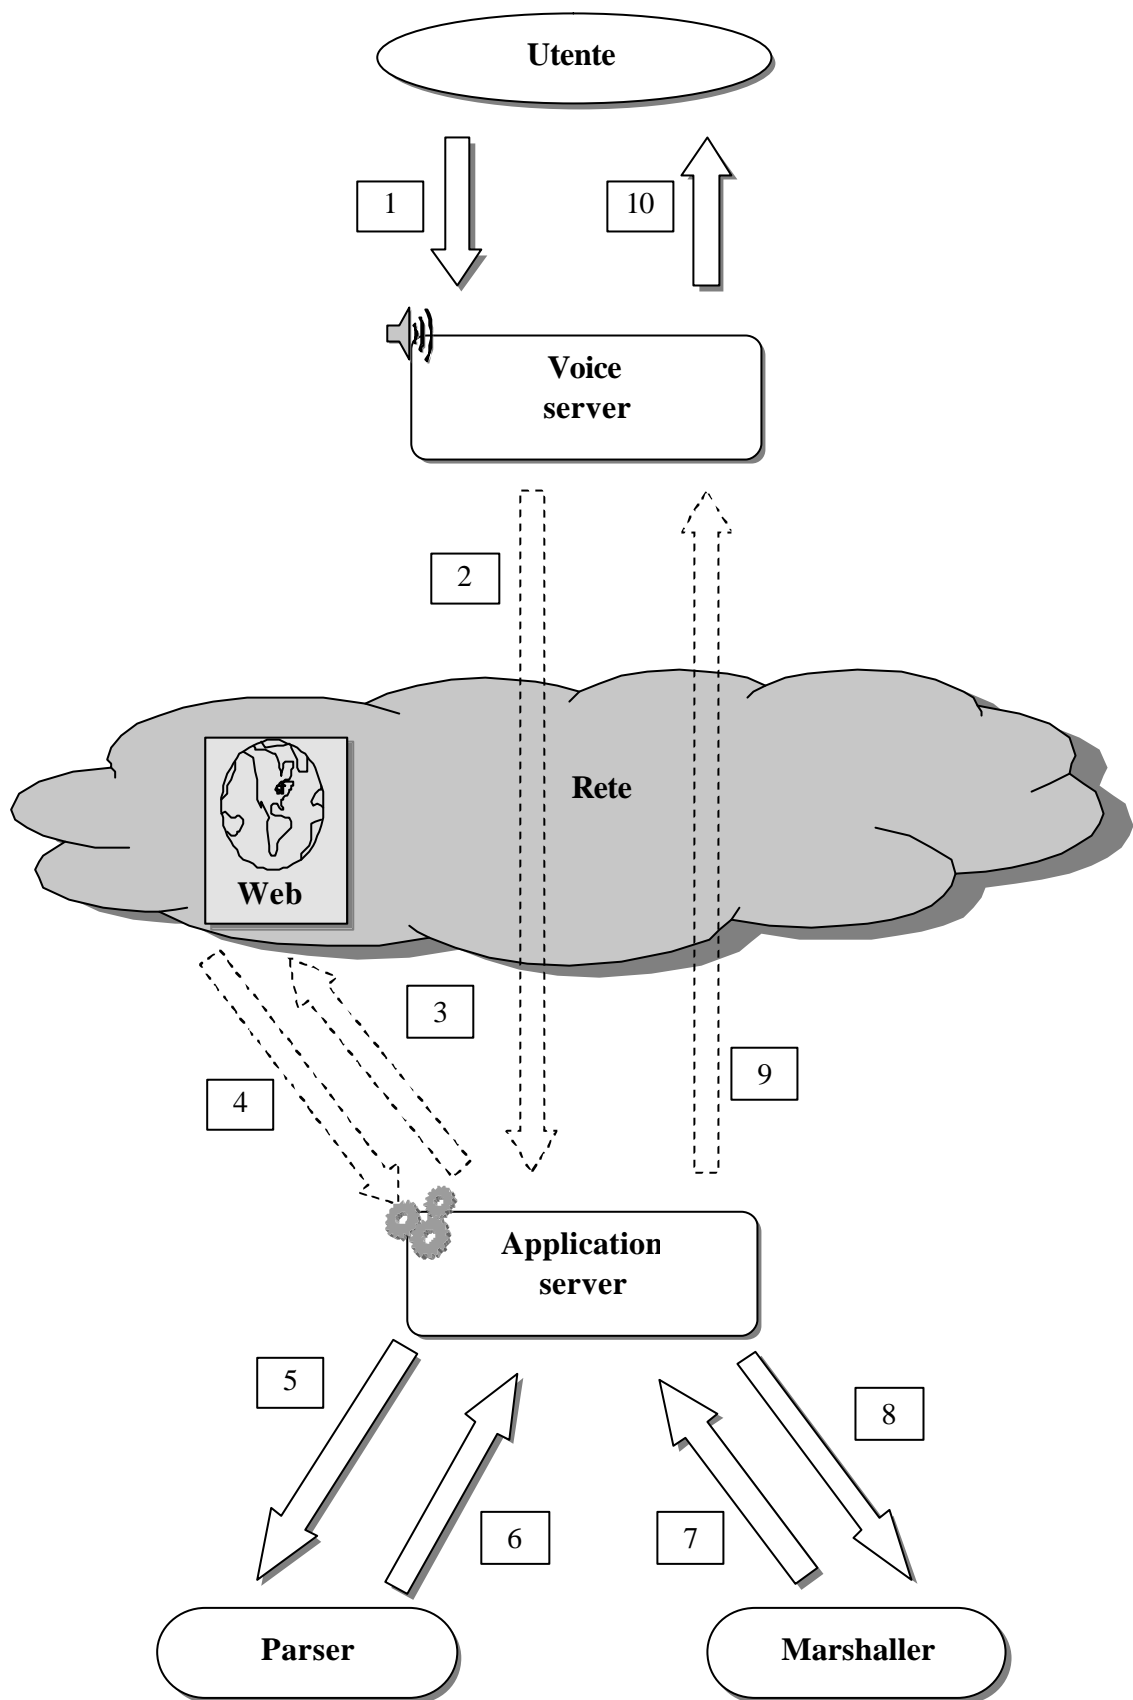 Utente
1
10
Voice
server
2
Rete
Web
3
9
4
Application
server
5
8
6
7
Parser
Marshaller